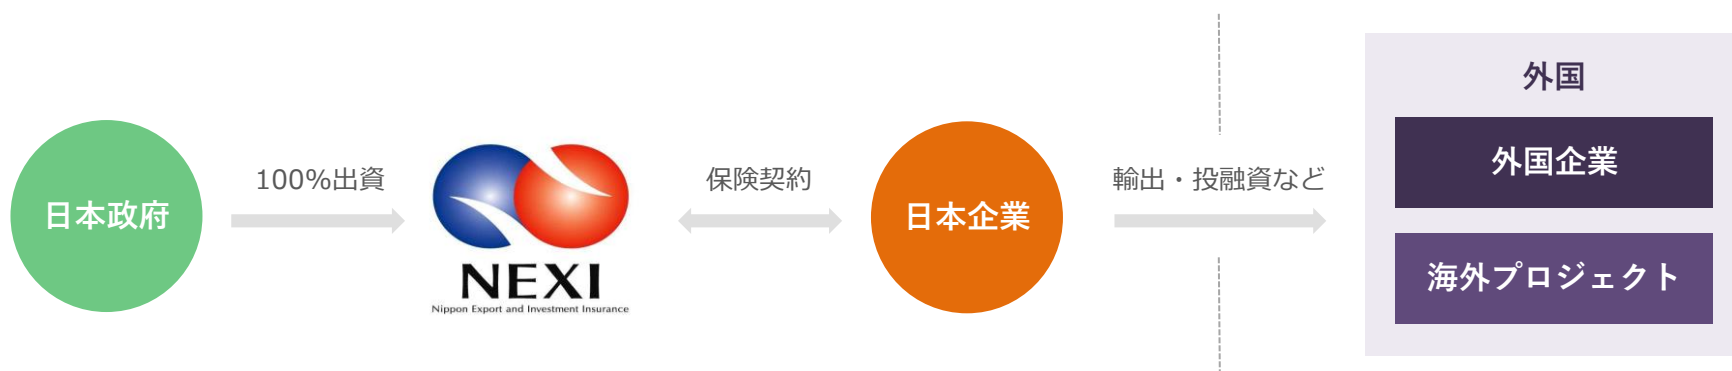 日本政府
100%出資
NEXI
Nippon Export and Investment Insurance
保険契約
日本企業
輸出・投融資など
外国
外国企業
海外プロジェクト